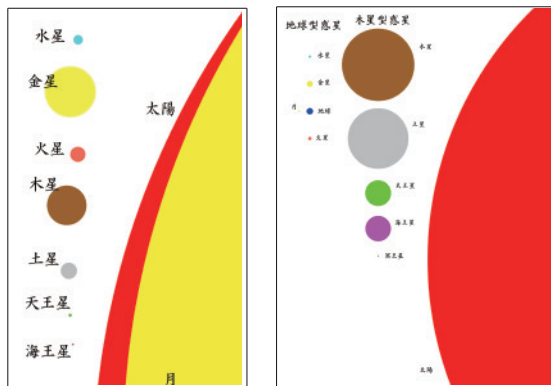 水星
金星
太陽
火星
木星
土星
天王星
海王星
月
地球型惑星
木星型惑星
水星
木星
金星
月
地球
土星
火星
天王星
海王星
冥王星
太陽